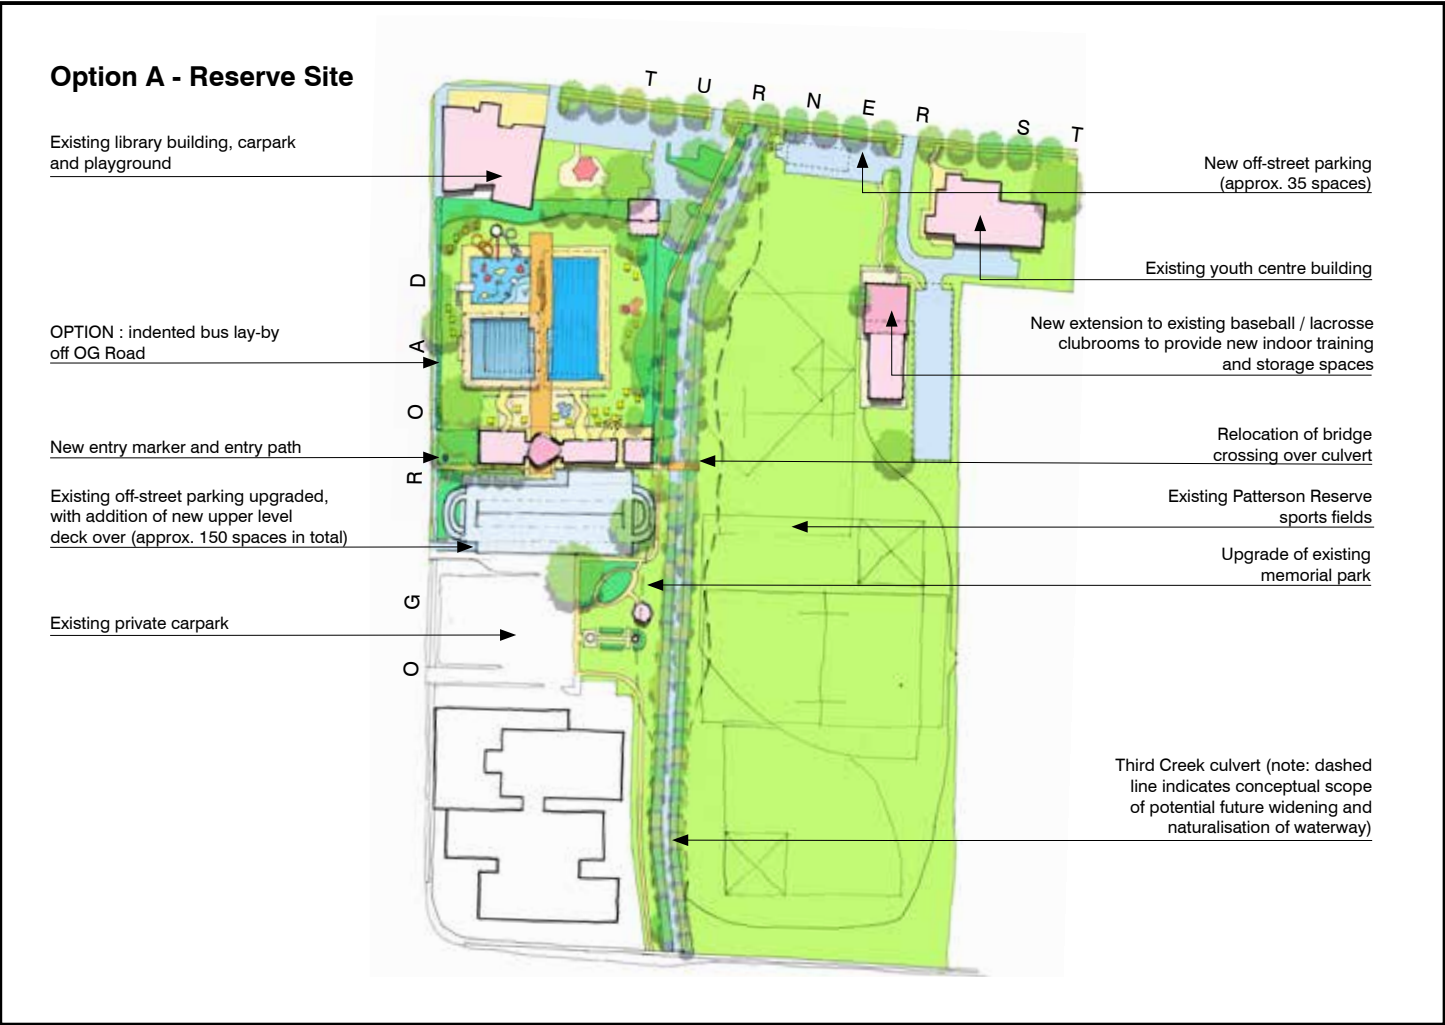 Option A - Reserve Site
TURNER ST
Existing library building, carpark
and playground
OPTION : indented bus lay-by
off OG Road
New entry marker and entry path
Existing off-street parking upgraded,
with addition of new upper level
deck over (approx. 150 spaces in total)
Existing private carpark
OG ROAD
New off-street parking
(approx. 35 spaces)
Existing youth centre building
New extension to existing baseball / lacrosse
clubrooms to provide new indoor training
and storage spaces
Relocation of bridge
crossing over culvert
Existing Patterson Reserve
sports fields
Upgrade of existing
memorial park
Third Creek culvert (note: dashed
line indicates conceptual scope
of potential future widening and
naturalisation of waterway)